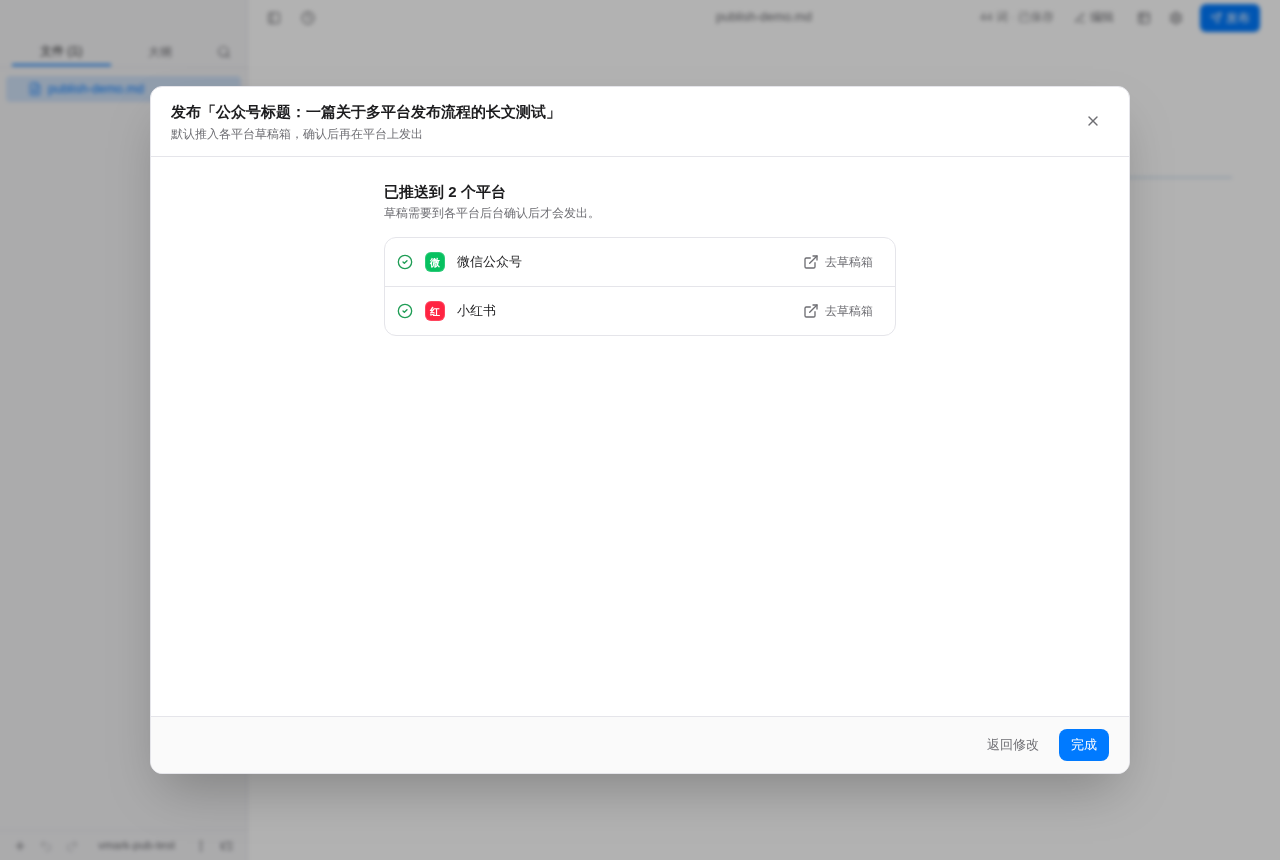 publish-demo.md
已保存
编辑
发布
文件 (1)
大纲
publish-demo.md
发布「公众号标题：一篇关于多平台发布流程的长文测试」
默认推入各平台草稿箱，确认后再在平台上发出
已推送到 2 个平台
草稿需要到各平台后台确认后才会发出。
微 微信公众号 去草稿箱
红 小红书 去草稿箱
返回修改 完成
vmark-pub-test